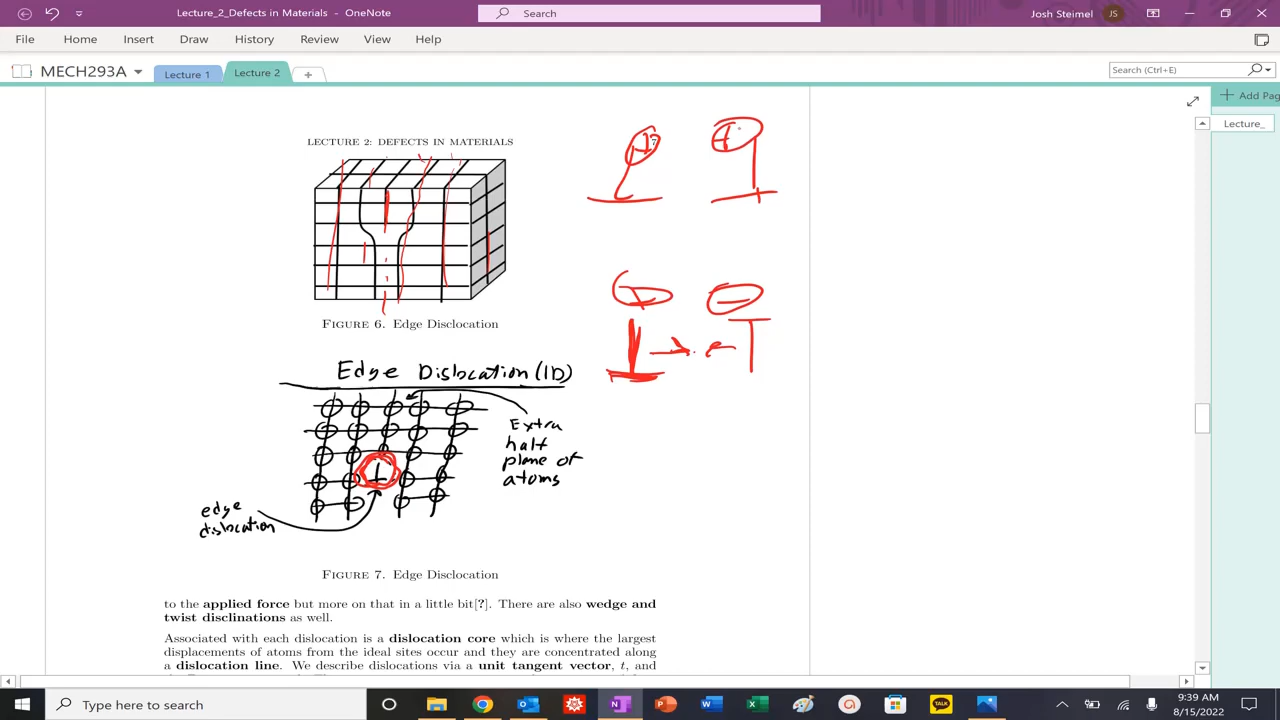 Lecture_2_Defects in Materials - OneNote
Search
Josh Steimel
JS
File Home Insert Draw History Review View Help
MECH293A
Lecture 1
Lecture 2
Search (Ctrl+E)
Add Pag
Lecture_
LECTURE 2: DEFECTS IN MATERIALS
FIGURE 6. Edge Disclocation
Edge Dislocation (1D)
Extra
half
plane of
atoms
edge
dislocation
FIGURE 7. Edge Disclocation
to the applied force but more on that in a little bit[?]. There are also wedge and
twist disclinations as well.
Associated with each dislocation is a dislocation core which is where the largest
displacements of atoms from the ideal sites occur and they are concentrated along
a dislocation line. We describe dislocations via a unit tangent vector, t, and
Type here to search
TALK
9:39 AM
8/15/2022